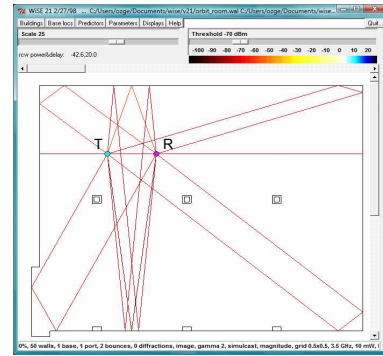 WiSE 21 2/27/98 ... C:/Users/ozge/Documents/wise/v21/orbit_room.wal C:/Users/ozge/Documents/wise...
Buildings Base locs Predictors Parameters Displays Help Quit
Scale 25
Threshold -70 dBm
rcvr power&delay: -42.6,20.0
-100 -90 -80 -70 -60 -50 -40 -30 -20 -10 0 10 20
T R
0%, 50 walls, 1 base, 1 port, 2 bounces, 0 diffractions, image, gamma 2, simulcast, magnitude, grid 0.5x0.5, 3.5 GHz, 10 mW,